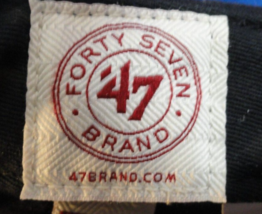 FORTY SEVEN
'47
• BRAND •
47BRAND.COM